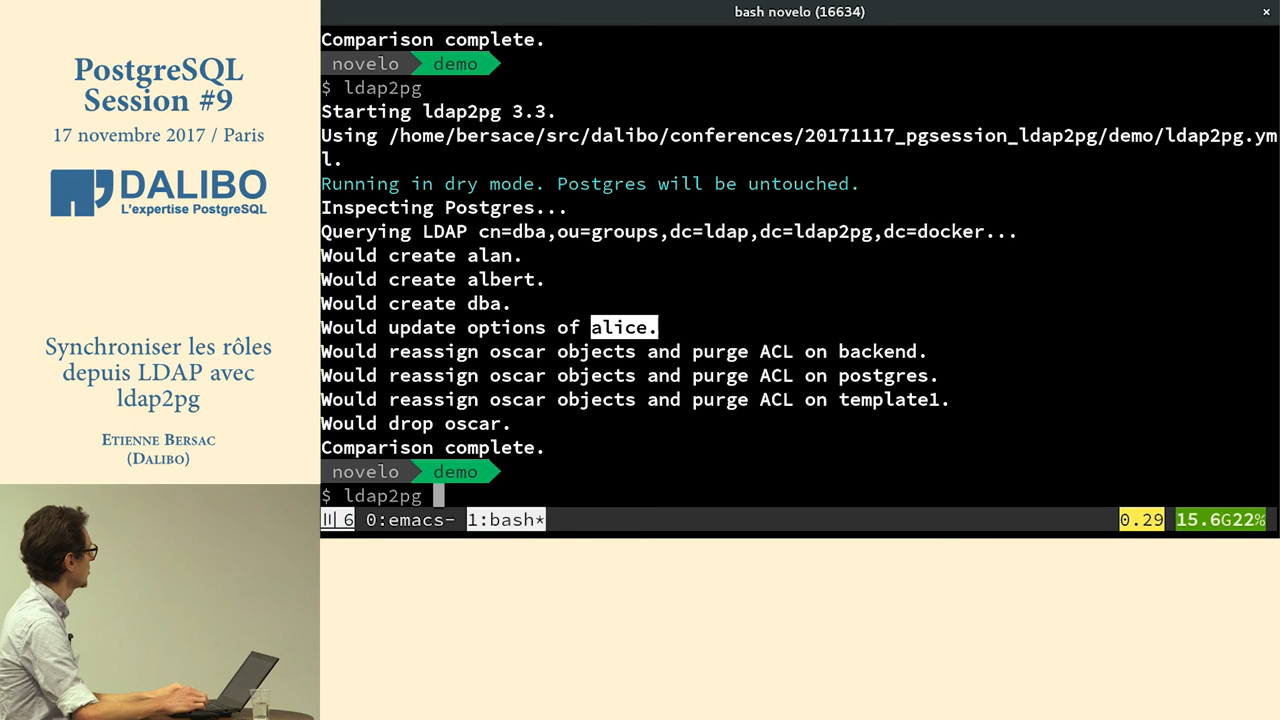 PostgreSQL
Session #9
17 novembre 2017 / Paris
DALIBO
L'expertise PostgreSQL
Synchroniser les rôles
depuis LDAP avec
ldap2pg
Etienne Bersac
(Dalibo)
bash novelo (16634)
×
Comparison complete.
novelo demo
$ ldap2pg
Starting ldap2pg 3.3.
Using /home/bersace/src/dalibo/conferences/20171117_pgsession_ldap2pg/demo/ldap2pg.ym
l.
Running in dry mode. Postgres will be untouched.
Inspecting Postgres...
Querying LDAP cn=dba,ou=groups,dc=ldap,dc=ldap2pg,dc=docker...
Would create alan.
Would create albert.
Would create dba.
Would update options of alice.
Would reassign oscar objects and purge ACL on backend.
Would reassign oscar objects and purge ACL on postgres.
Would reassign oscar objects and purge ACL on template1.
Would drop oscar.
Comparison complete.
novelo demo
$ ldap2pg
6 0:emacs- 1:bash* 0.29 15.6G22%